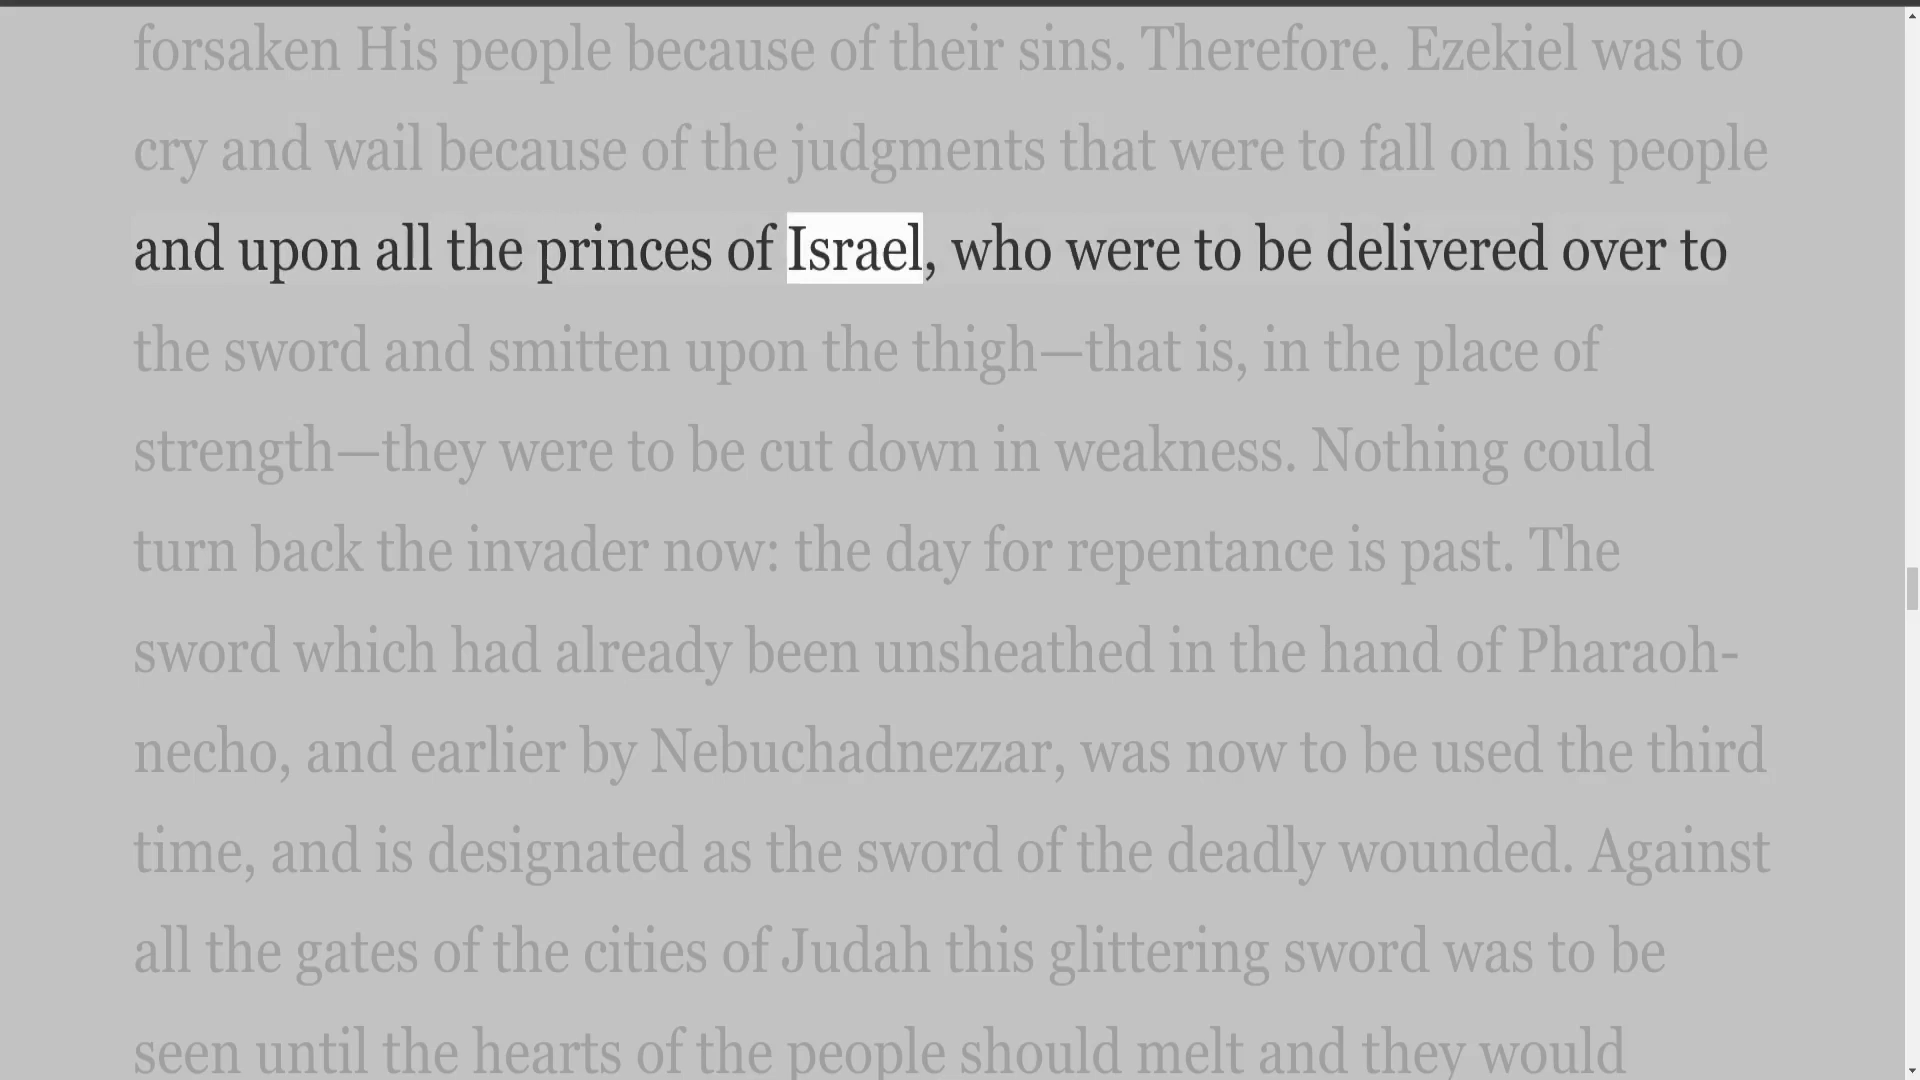 forsaken His people because of their sins. Therefore. Ezekiel was to
cry and wail because of the judgments that were to fall on his people
and upon all the princes of Israel, who were to be delivered over to
the sword and smitten upon the thigh—that is, in the place of
strength—they were to be cut down in weakness. Nothing could
turn back the invader now: the day for repentance is past. The
sword which had already been unsheathed in the hand of Pharaoh-
necho, and earlier by Nebuchadnezzar, was now to be used the third
time, and is designated as the sword of the deadly wounded. Against
all the gates of the cities of Judah this glittering sword was to be
seen until the hearts of the people should melt and they would